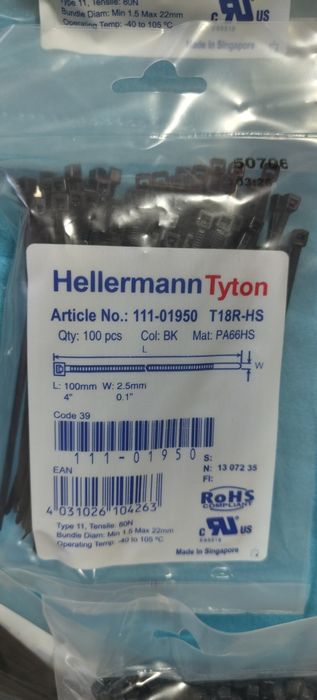 Type 11, Tensile: 80N
Bundle Diam: Min 1.5 Max 22mm
Operating Temp: -40 to 105 °C
C US
Made in Singapore
50706
HellermannTyton
Article No.: 111-01950 T18R-HS
Qty: 100 pcs Col: BK Mat: PA66HS
L
W
L: 100mm W: 2.5mm
4" 0.1"
Code 39
111-01950
S:
N: 13 072 35
FI:
EAN
4 031026 104263
RoHS
COMPLIANT
Type 11, Tensile: 80N
Bundle Diam: Min 1.5 Max 22mm
Operating Temp: -40 to 105 °C
C US
Made in Singapore